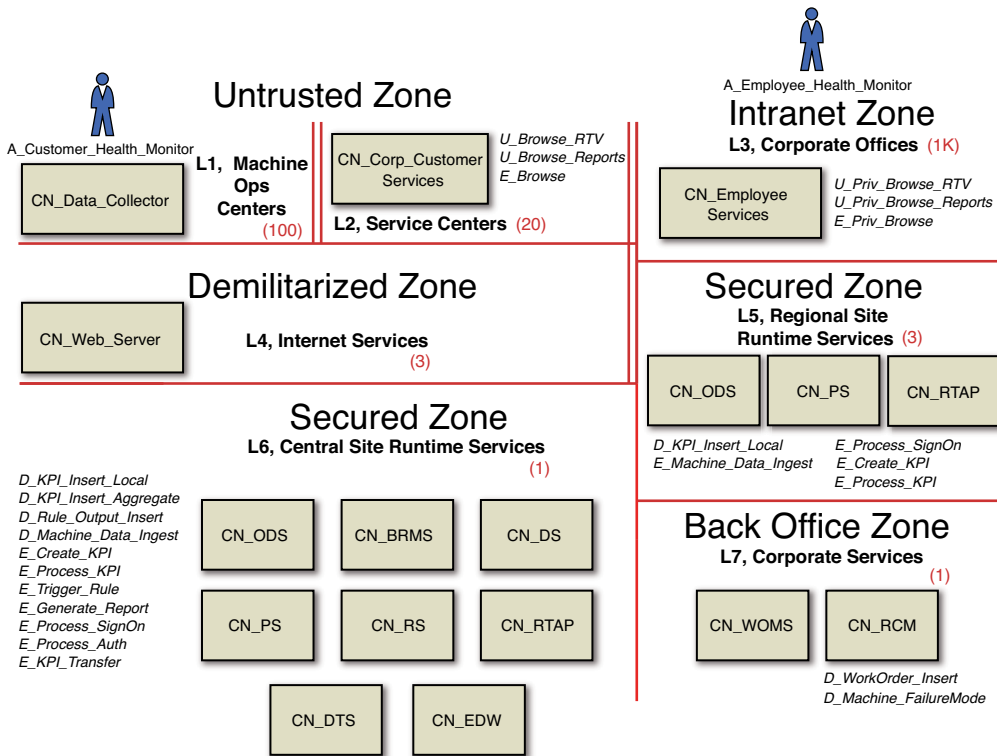 A_Customer_Health_Monitor
Untrusted Zone
CN_Data_Collector
L1, Machine
Ops
Centers
(100)
CN_Corp_Customer
Services
U_Browse_RTV
U_Browse_Reports
E_Browse
L2, Service Centers (20)
A_Employee_Health_Monitor
Intranet Zone
L3, Corporate Offices (1K)
CN_Employee
Services
U_Priv_Browse_RTV
U_Priv_Browse_Reports
E_Priv_Browse
Demilitarized Zone
CN_Web_Server
L4, Internet Services
(3)
Secured Zone
L5, Regional Site
Runtime Services (3)
CN_ODS
CN_PS
CN_RTAP
D_KPI_Insert_Local
E_Machine_Data_Ingest
E_Process_SignOn
E_Create_KPI
E_Process_KPI
Secured Zone
L6, Central Site Runtime Services
(1)
D_KPI_Insert_Local
D_KPI_Insert_Aggregate
D_Rule_Output_Insert
D_Machine_Data_Ingest
E_Create_KPI
E_Process_KPI
E_Trigger_Rule
E_Generate_Report
E_Process_SignOn
E_Process_Auth
E_KPI_Transfer
CN_ODS
CN_BRMS
CN_DS
CN_PS
CN_RS
CN_RTAP
CN_DTS
CN_EDW
Back Office Zone
L7, Corporate Services
(1)
CN_WOMS
CN_RCM
D_WorkOrder_Insert
D_Machine_FailureMode